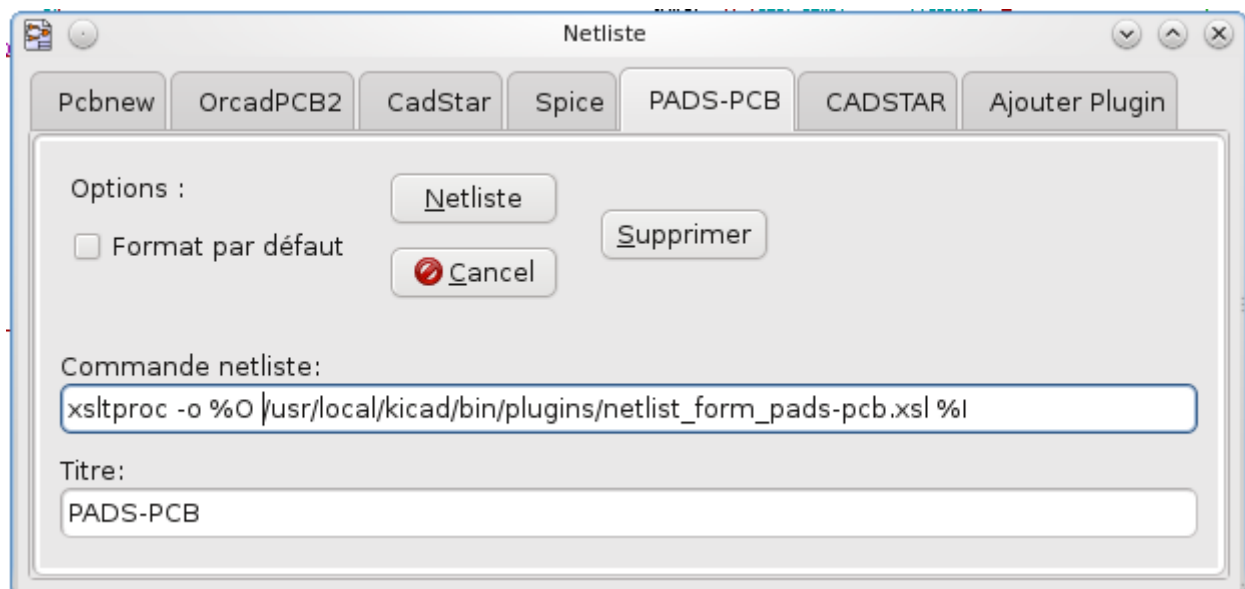 Netliste
Pcbnew OrcadPCB2 CadStar Spice PADS-PCB CADSTAR Ajouter Plugin
Options :
Netliste
Supprimer
Format par défaut
Cancel
Commande netliste:
xsltproc -o %O /usr/local/kicad/bin/plugins/netlist_form_pads-pcb.xsl %I
Titre:
PADS-PCB